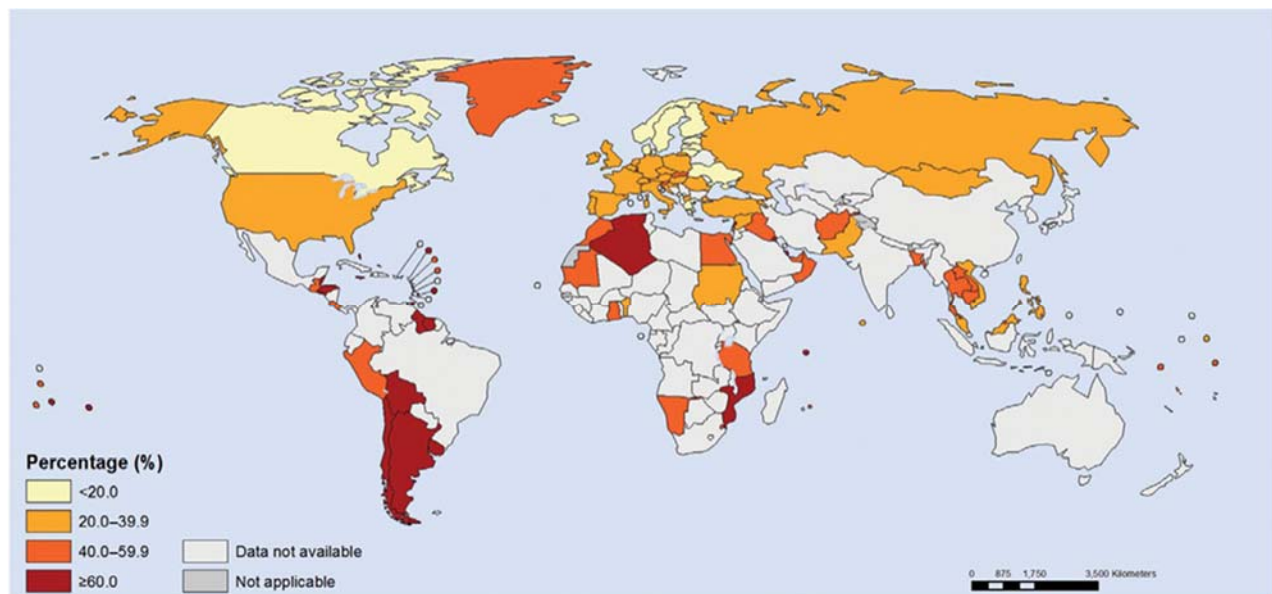 Percentage (%)
<20.0
20.0–39.9
40.0–59.9
≥60.0
Data not available
Not applicable
0 875 1,750 3,500 Kilometers